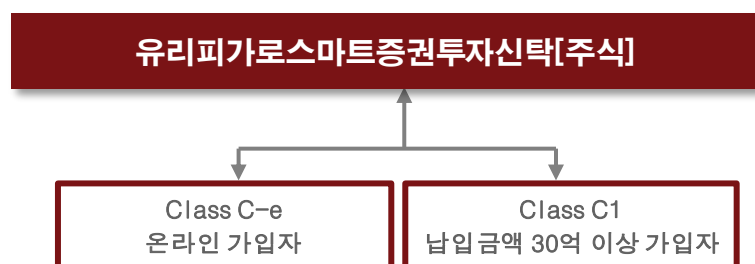 유리피가로스마트증권투자신탁[주식]
Class C-e
온라인 가입자
Class C1
납입금액 30억 이상 가입자